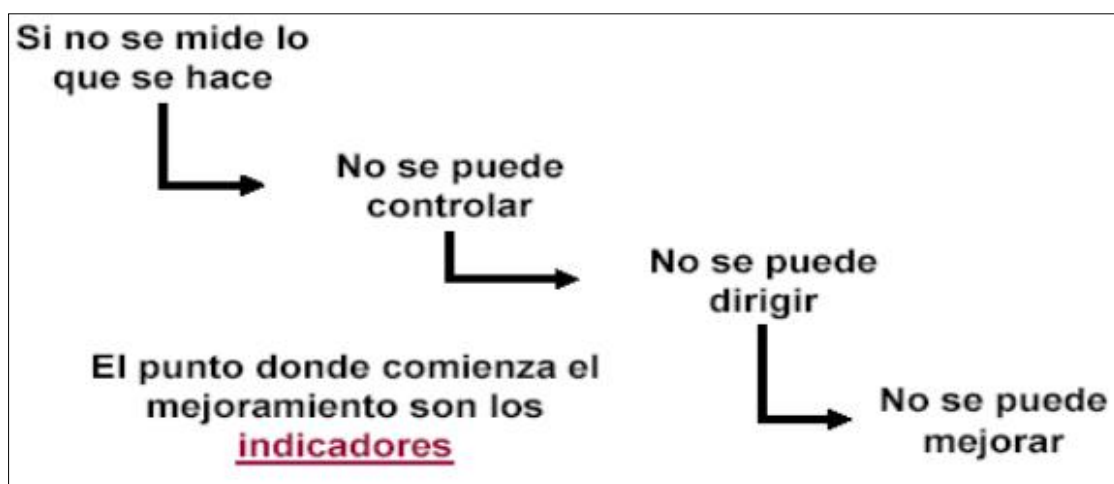 Si no se mide lo
que se hace
No se puede
controlar
No se puede
dirigir
El punto donde comienza el
mejoramiento son los
indicadores
No se puede
mejorar